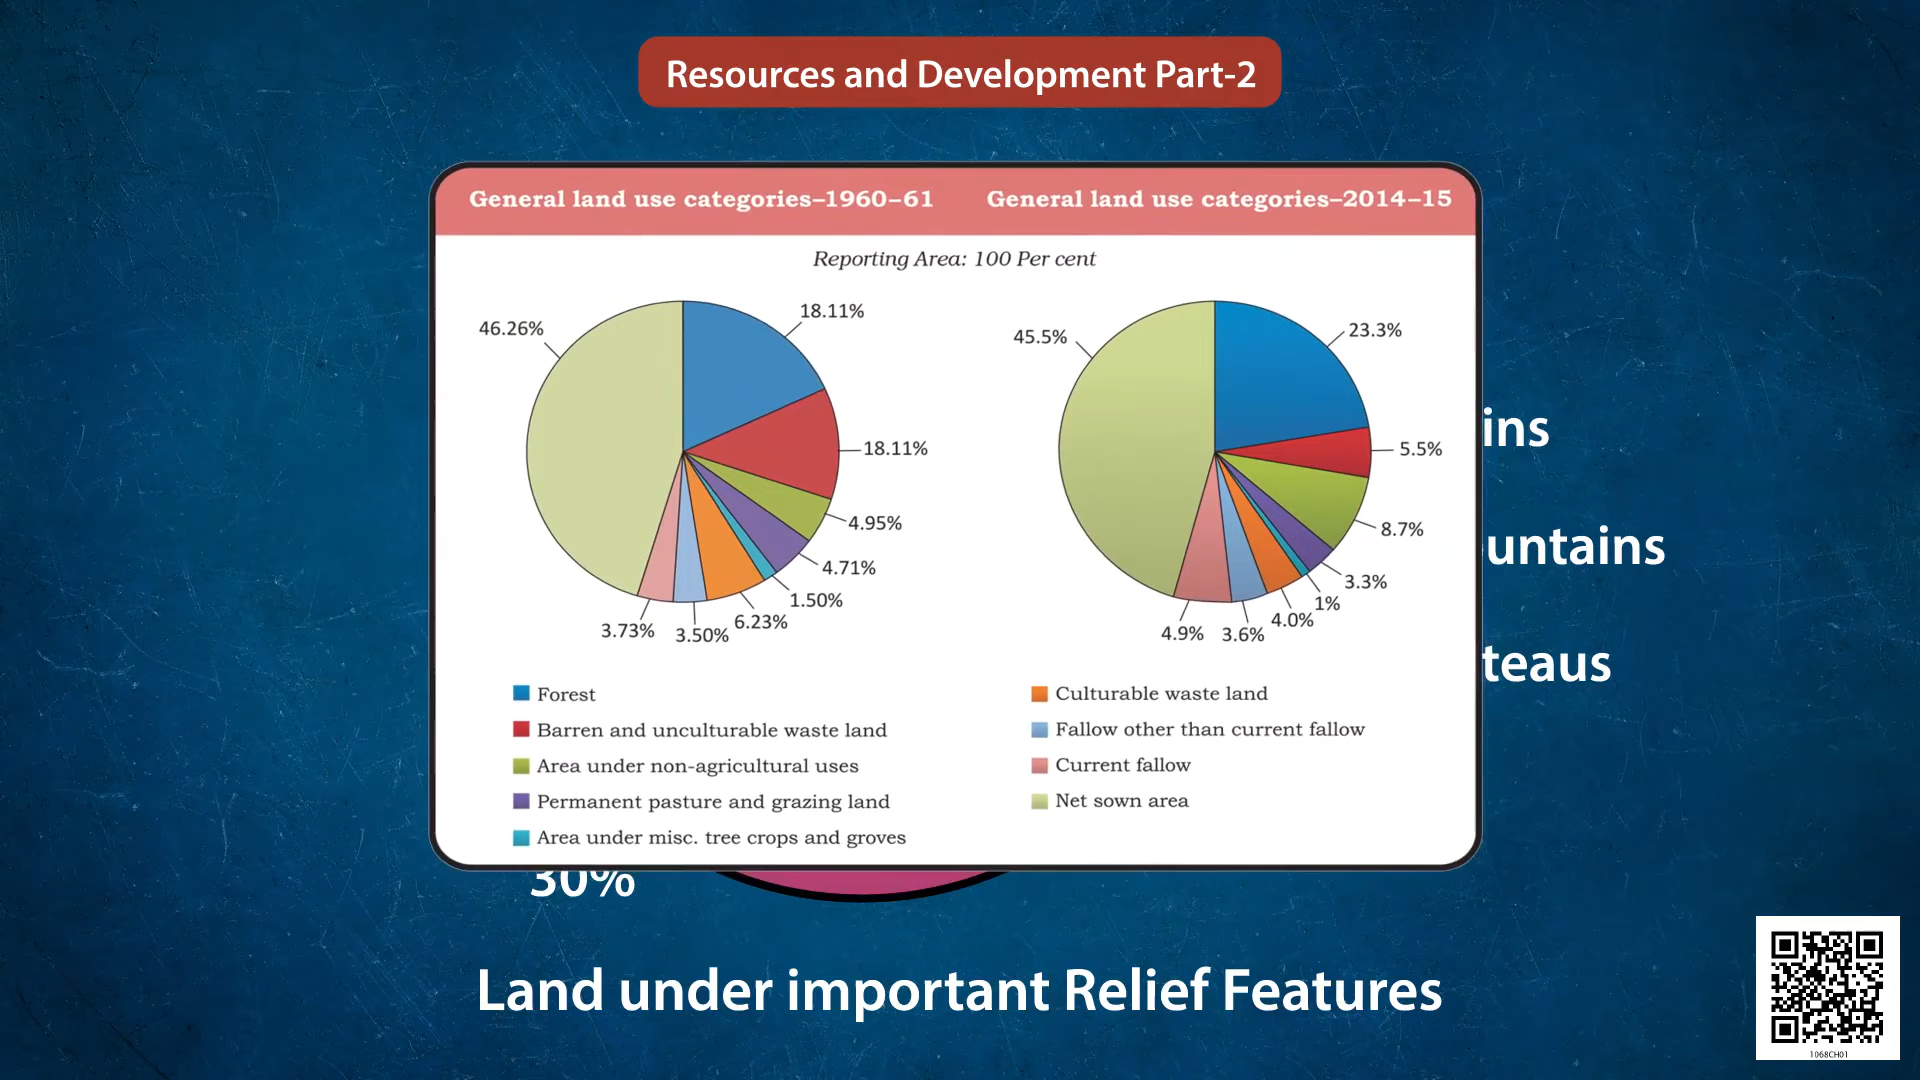 Resources and Development Part-2
General land use categories–1960–61
General land use categories–2014–15
Reporting Area: 100 Per cent
46.26%
18.11%
18.11%
4.95%
4.71%
1.50%
6.23%
3.50%
3.73%
45.5%
23.3%
5.5%
8.7%
3.3%
1%
4.0%
3.6%
4.9%
Forest
Barren and unculturable waste land
Area under non-agricultural uses
Permanent pasture and grazing land
Area under misc. tree crops and groves
Culturable waste land
Fallow other than current fallow
Current fallow
Net sown area
ins
untains
teaus
30%
Land under important Relief Features
1068CH01